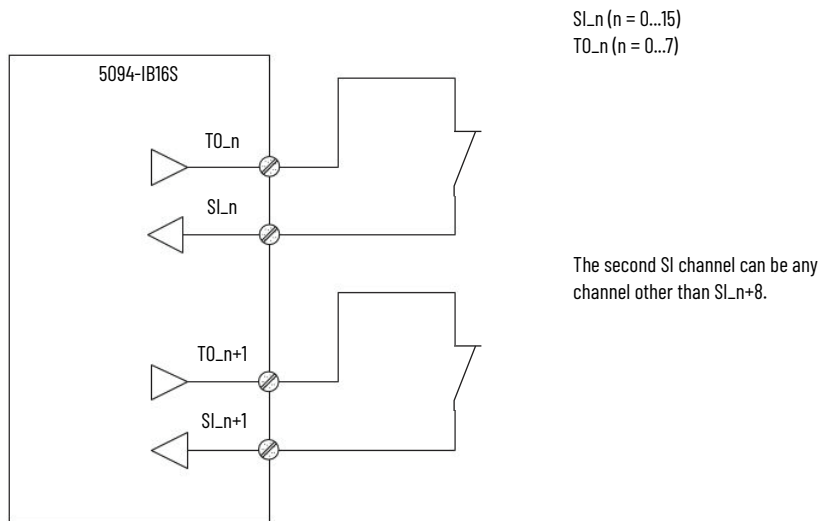 SI_n (n = 0...15)
TO_n (n = 0...7)
5094-IB16S
TO_n
SI_n
The second SI channel can be any
channel other than SI_n+8.
TO_n+1
SI_n+1